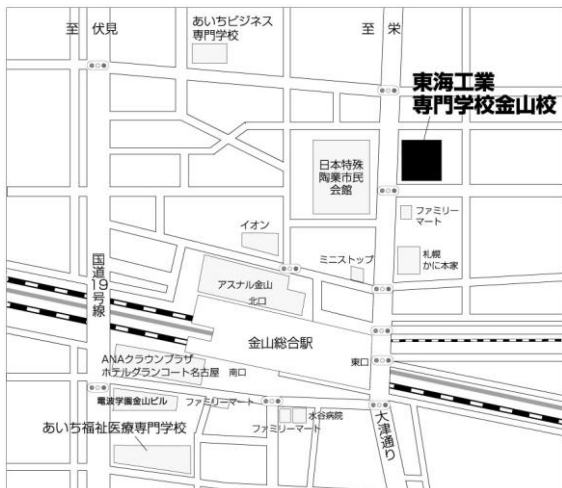 至 伏見
あいちビジネス
専門学校
至 栄
東海工業
専門学校金山校
日本特殊
陶業市民
会館
ファミリー
マート
イオン
ミニストップ
札幌
かに本家
国道19号線
アスナル金山
北口
金山総合駅
東口
ANAクラウンプラザ
ホテルグランコート名古屋
南口
電波学園金山ビル
ファミリーマート
水谷病院
ファミリーマート
大津通り
あいち福祉医療専門学校